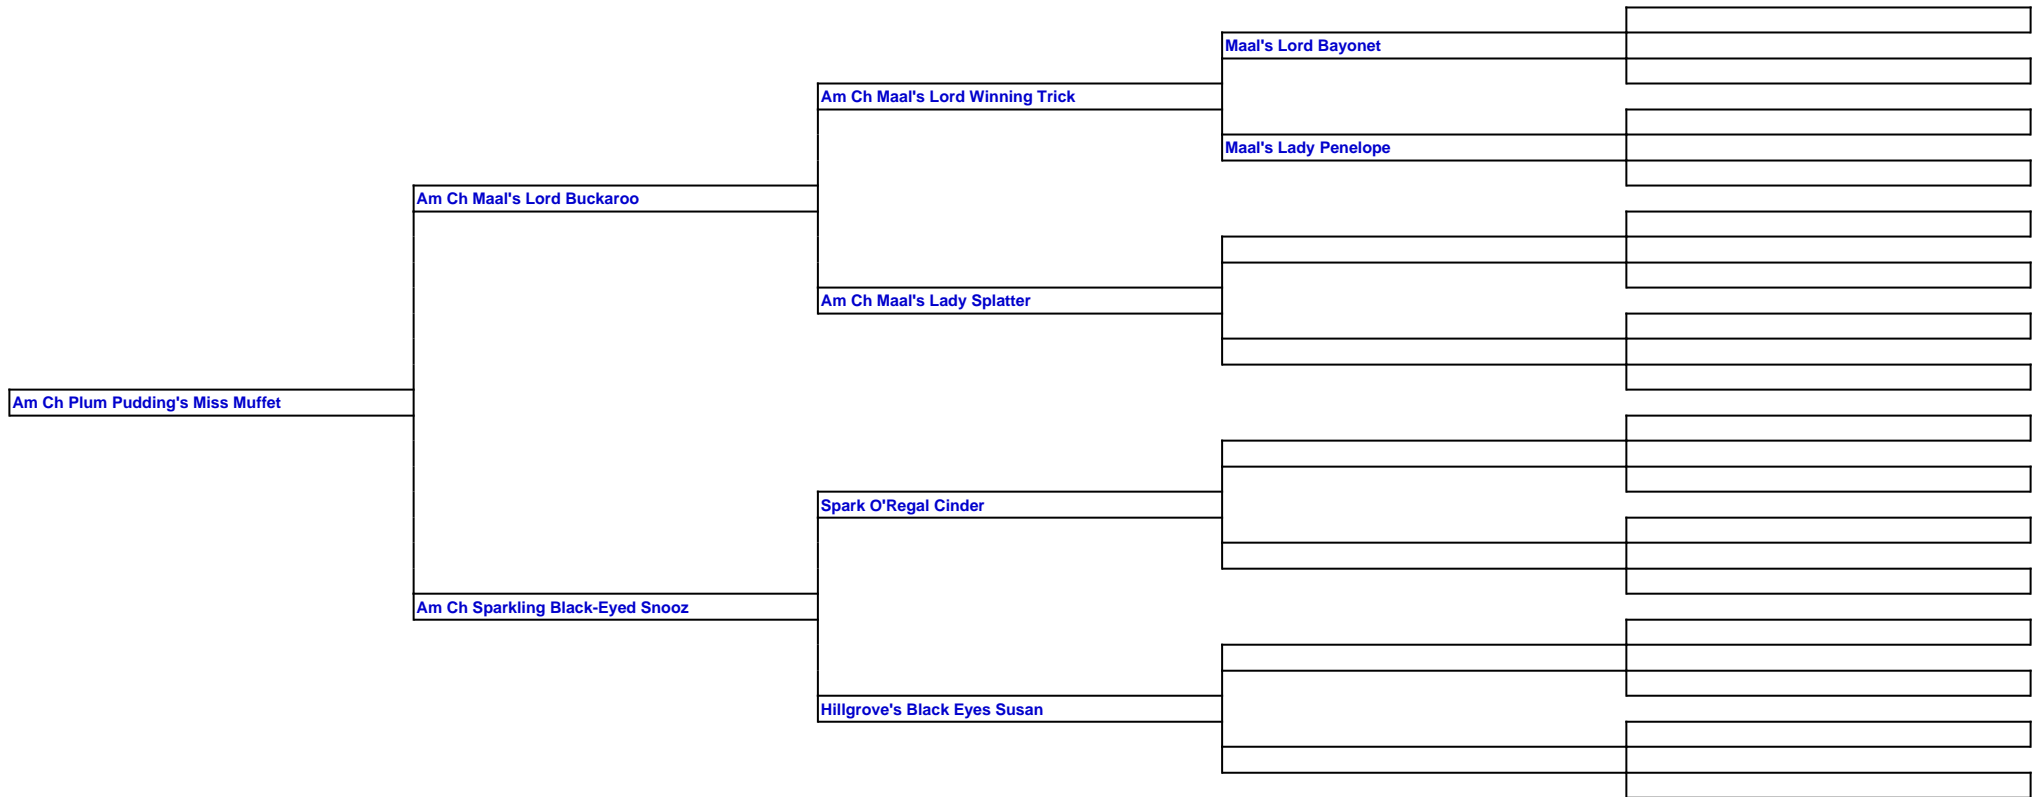 Maal's Lord Bayonet
Am Ch Maal's Lord Winning Trick
Maal's Lady Penelope
Am Ch Maal's Lord Buckaroo
Am Ch Maal's Lady Splatter
Am Ch Plum Pudding's Miss Muffet
Spark O'Regal Cinder
Am Ch Sparkling Black-Eyed Snooz
Hillgrove's Black Eyes Susan